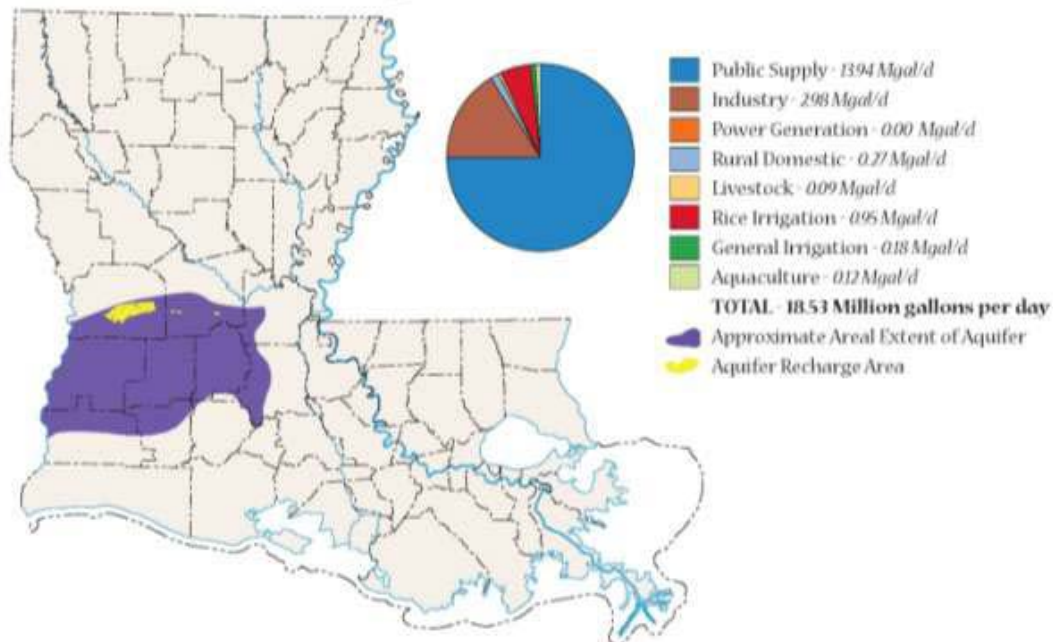 Public Supply - 13.94 Mgal/d
Industry - 2.98 Mgal/d
Power Generation - 0.00 Mgal/d
Rural Domestic - 0.27 Mgal/d
Livestock - 0.09 Mgal/d
Rice Irrigation - 0.95 Mgal/d
General Irrigation - 0.18 Mgal/d
Aquaculture - 0.12 Mgal/d
TOTAL - 18.53 Million gallons per day
Approximate Areal Extent of Aquifer
Aquifer Recharge Area